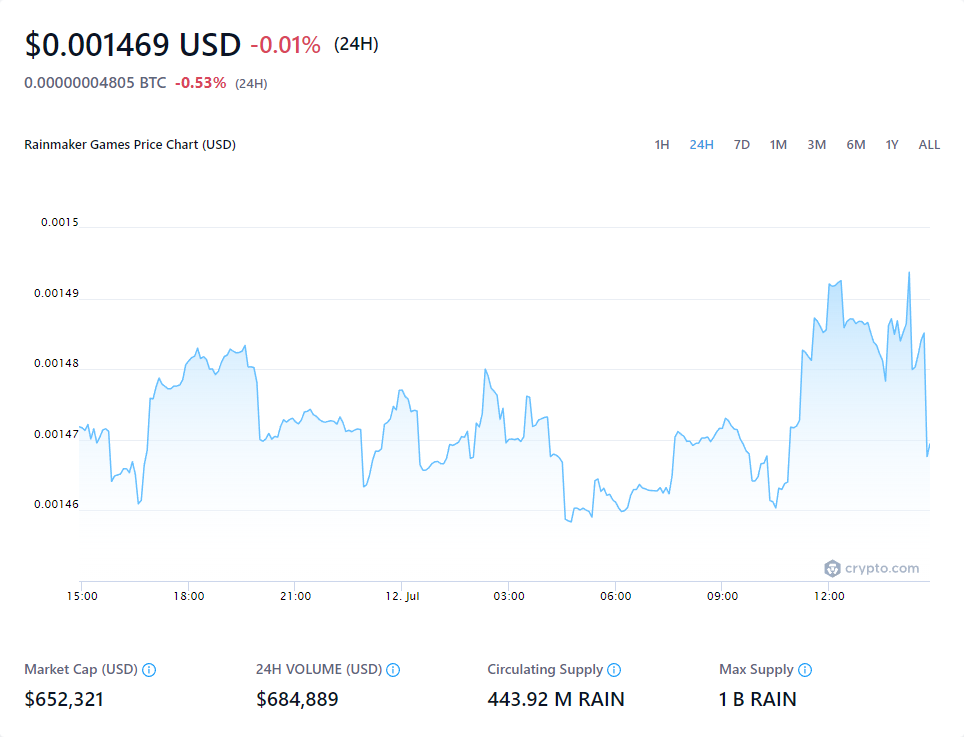 $0.001469 USD -0.01% (24H)
0.00000004805 BTC -0.53% (24H)
Rainmaker Games Price Chart (USD) 1H 24H 7D 1M 3M 6M 1Y ALL
0.0015
0.00149
0.00148
0.00147
0.00146
crypto.com
15:00 18:00 21:00 12. Jul 03:00 06:00 09:00 12:00
Market Cap (USD) 24H VOLUME (USD) Circulating Supply Max Supply
$652,321 $684,889 443.92 M RAIN 1 B RAIN